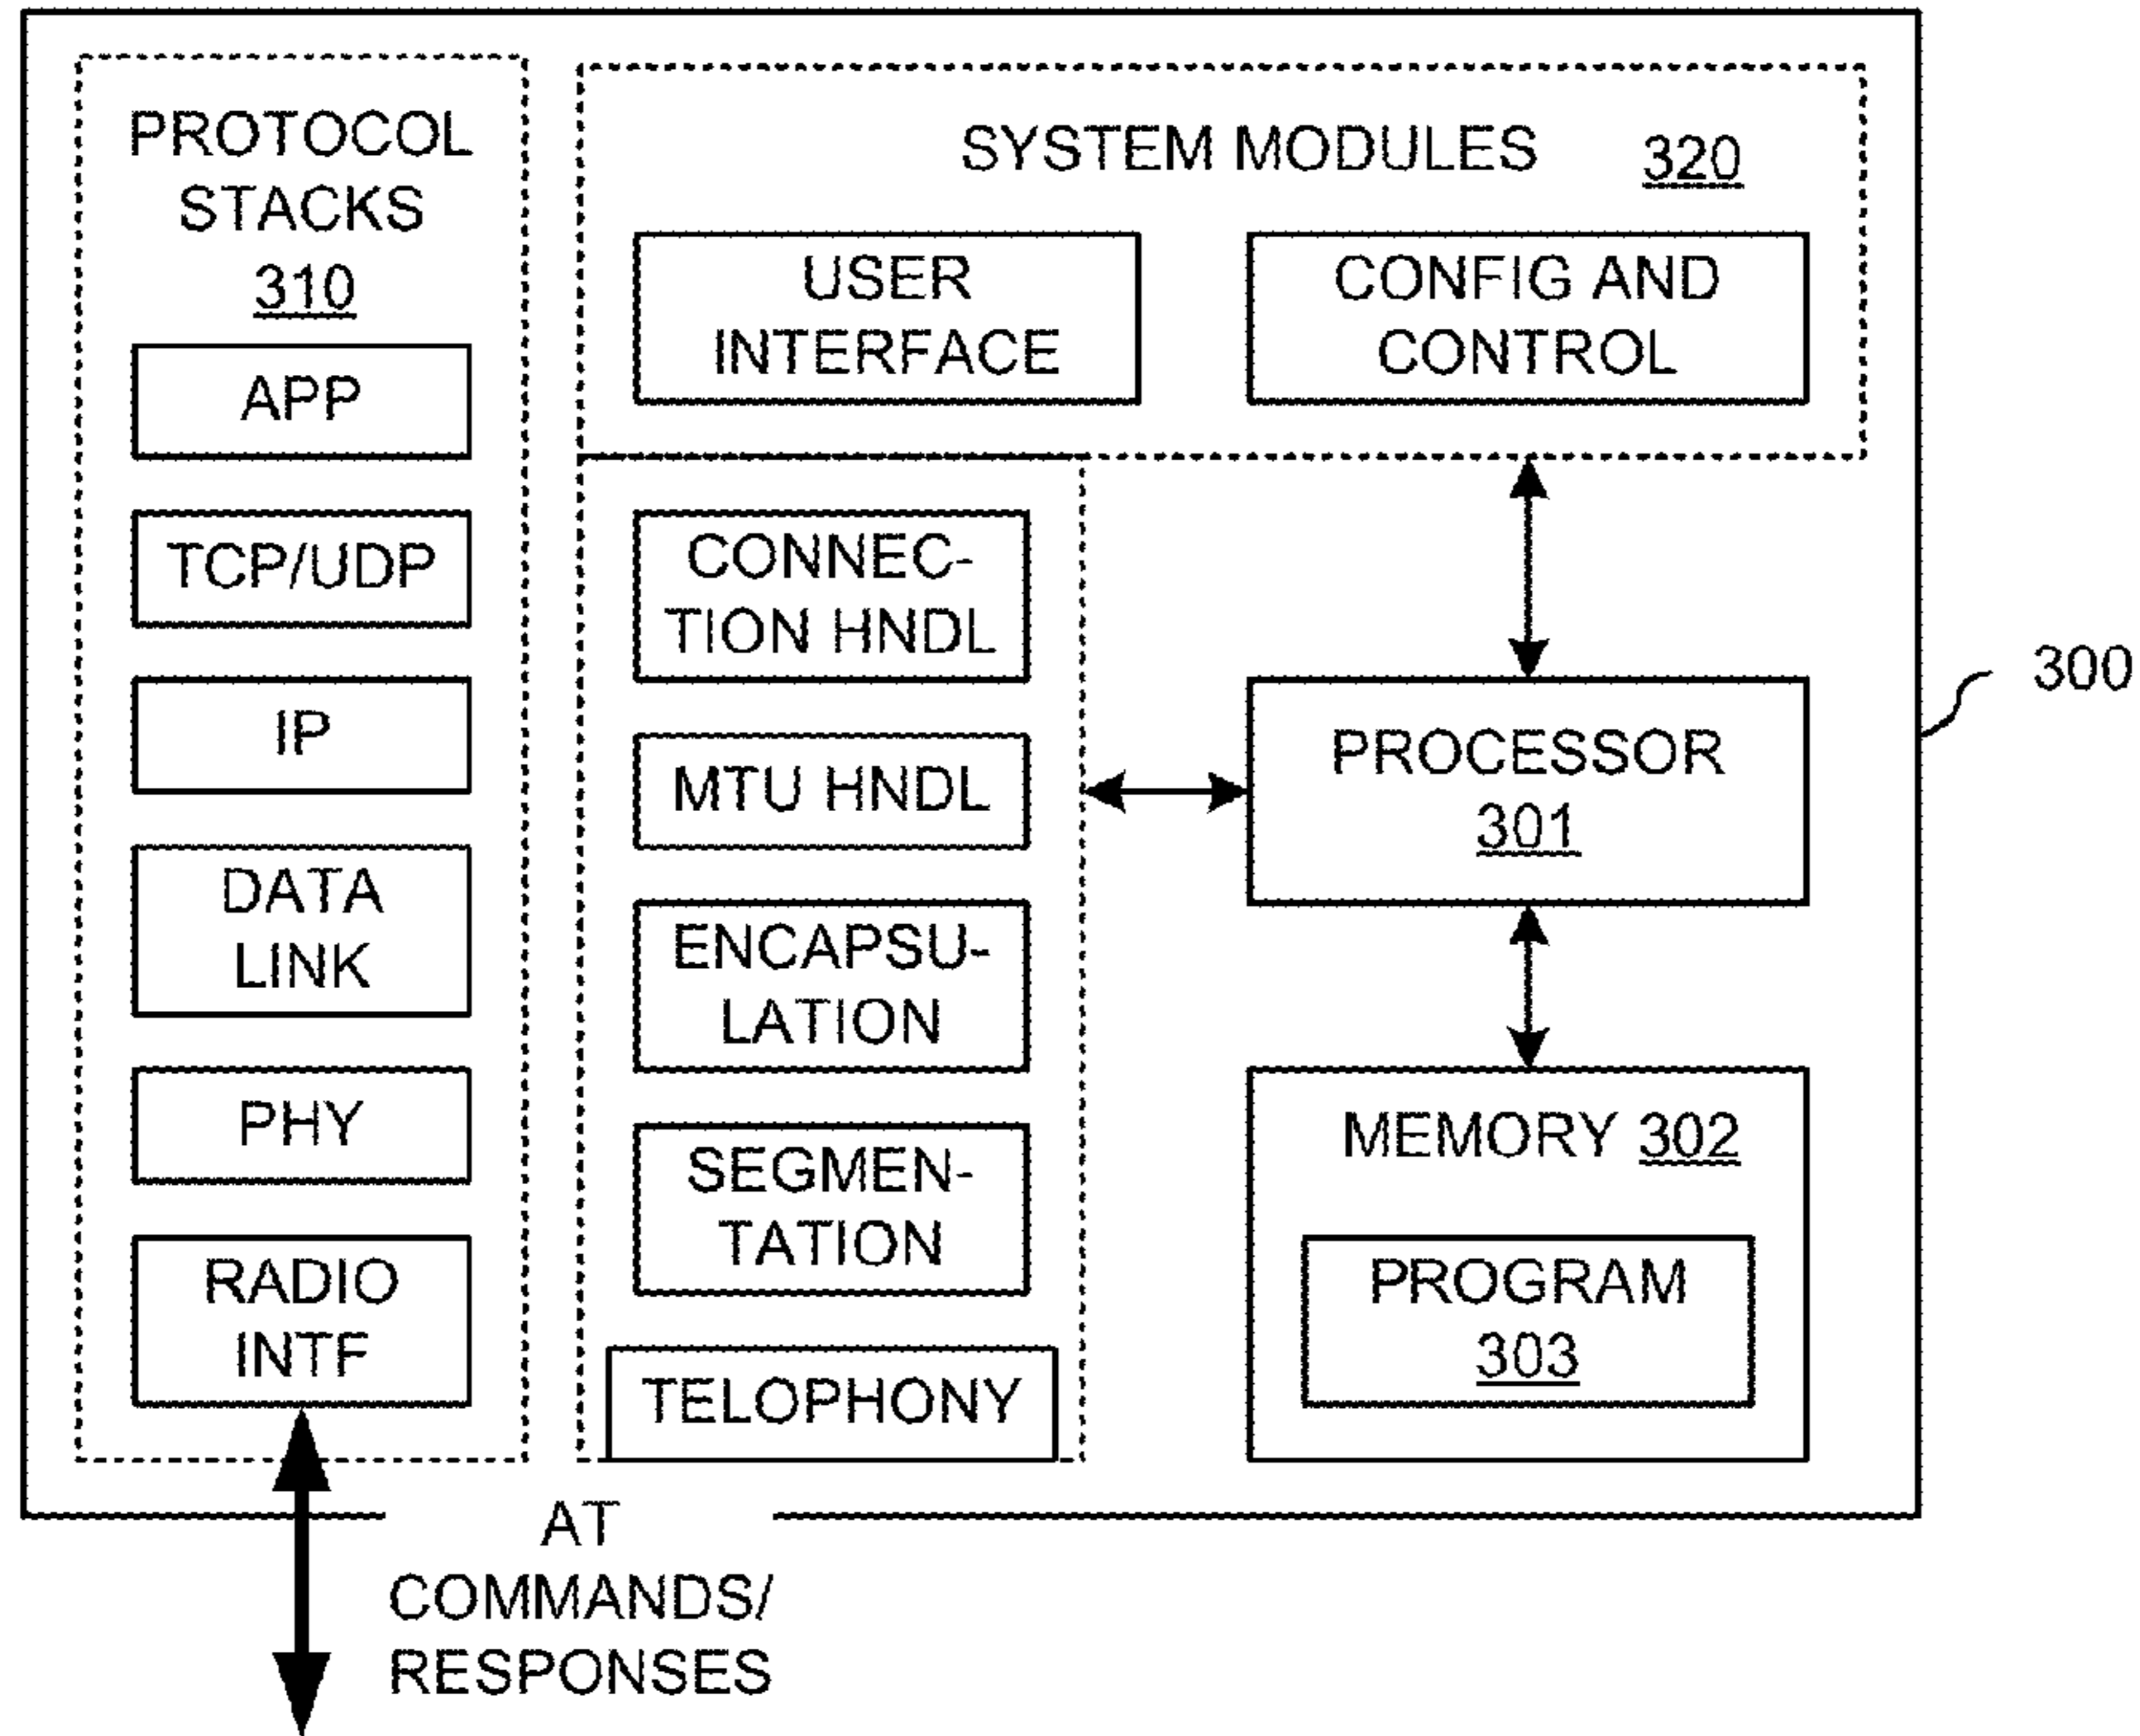 PROTOCOL
STACKS
310
APP
TCP/UDP
IP
DATA
LINK
PHY
RADIO
INTF
SYSTEM MODULES 320
USER
INTERFACE
CONFIG AND
CONTROL
CONNEC-
TION HNDL
MTU HNDL
ENCAPSU-
LATION
SEGMEN-
TATION
TELOPHONY
PROCESSOR
301
MEMORY 302
PROGRAM
303
300
AT
COMMANDS/
RESPONSES